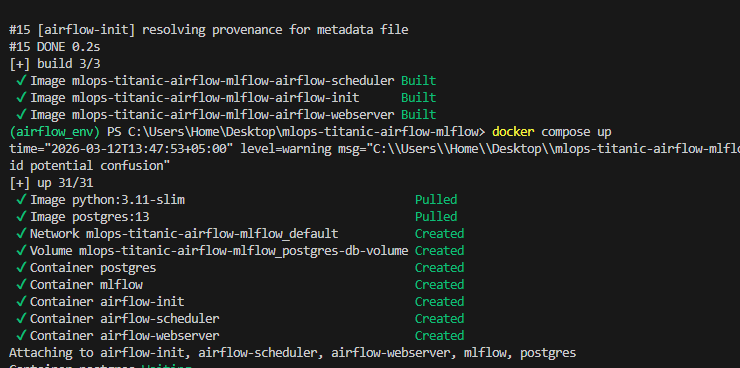 #15 [airflow-init] resolving provenance for metadata file
#15 DONE 0.2s
[+] build 3/3
✓ Image mlops-titanic-airflow-mlflow-airflow-scheduler Built
✓ Image mlops-titanic-airflow-mlflow-airflow-init Built
✓ Image mlops-titanic-airflow-mlflow-airflow-webserver Built
(airflow_env) PS C:\Users\Home\Desktop\mlops-titanic-airflow-mlflow> docker compose up
time="2026-03-12T13:47:53+05:00" level=warning msg="C:\\Users\\Home\\Desktop\\mlops-titanic-airflow-mlflo
id potential confusion"
[+] up 31/31
✓ Image python:3.11-slim Pulled
✓ Image postgres:13 Pulled
✓ Network mlops-titanic-airflow-mlflow_default Created
✓ Volume mlops-titanic-airflow-mlflow_postgres-db-volume Created
✓ Container postgres Created
✓ Container mlflow Created
✓ Container airflow-init Created
✓ Container airflow-scheduler Created
✓ Container airflow-webserver Created
Attaching to airflow-init, airflow-scheduler, airflow-webserver, mlflow, postgres
Container postgres Waiting